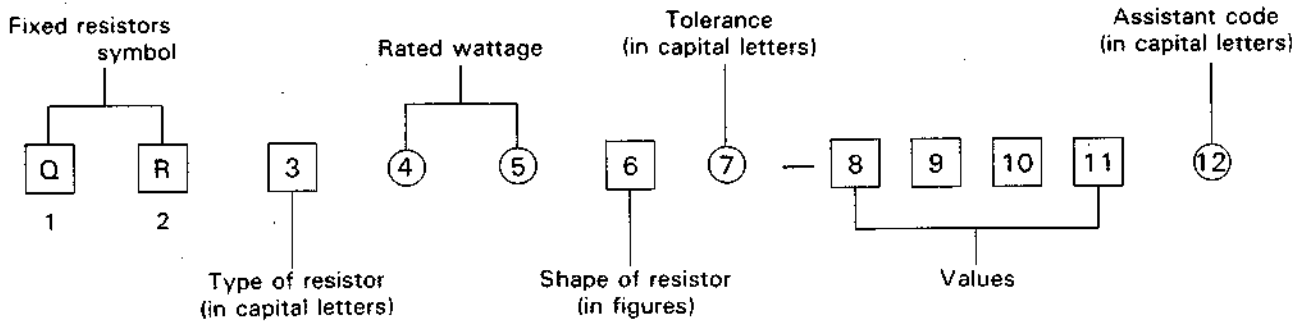 Fixed resistors
symbol
Rated wattage
Tolerance
(in capital letters)
Assistant code
(in capital letters)
Q R 3 4 5 6 7 — 8 9 10 11 12
1 2
Type of resistor
(in capital letters)
Shape of resistor
(in figures)
Values